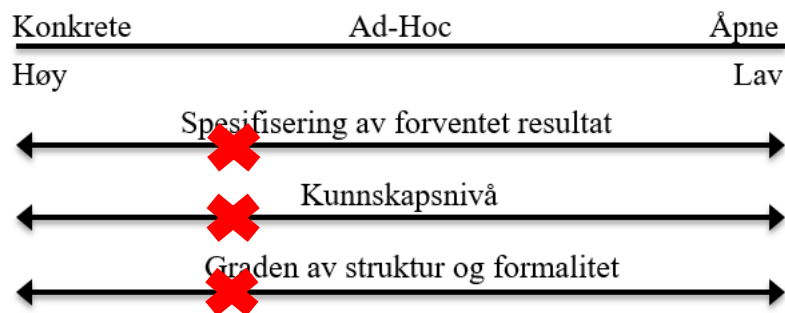 Konkrete Ad-Hoc Åpne
Høy Lav
Spesifisering av forventet resultat
Kunnskapsnivå
Graden av struktur og formalitet